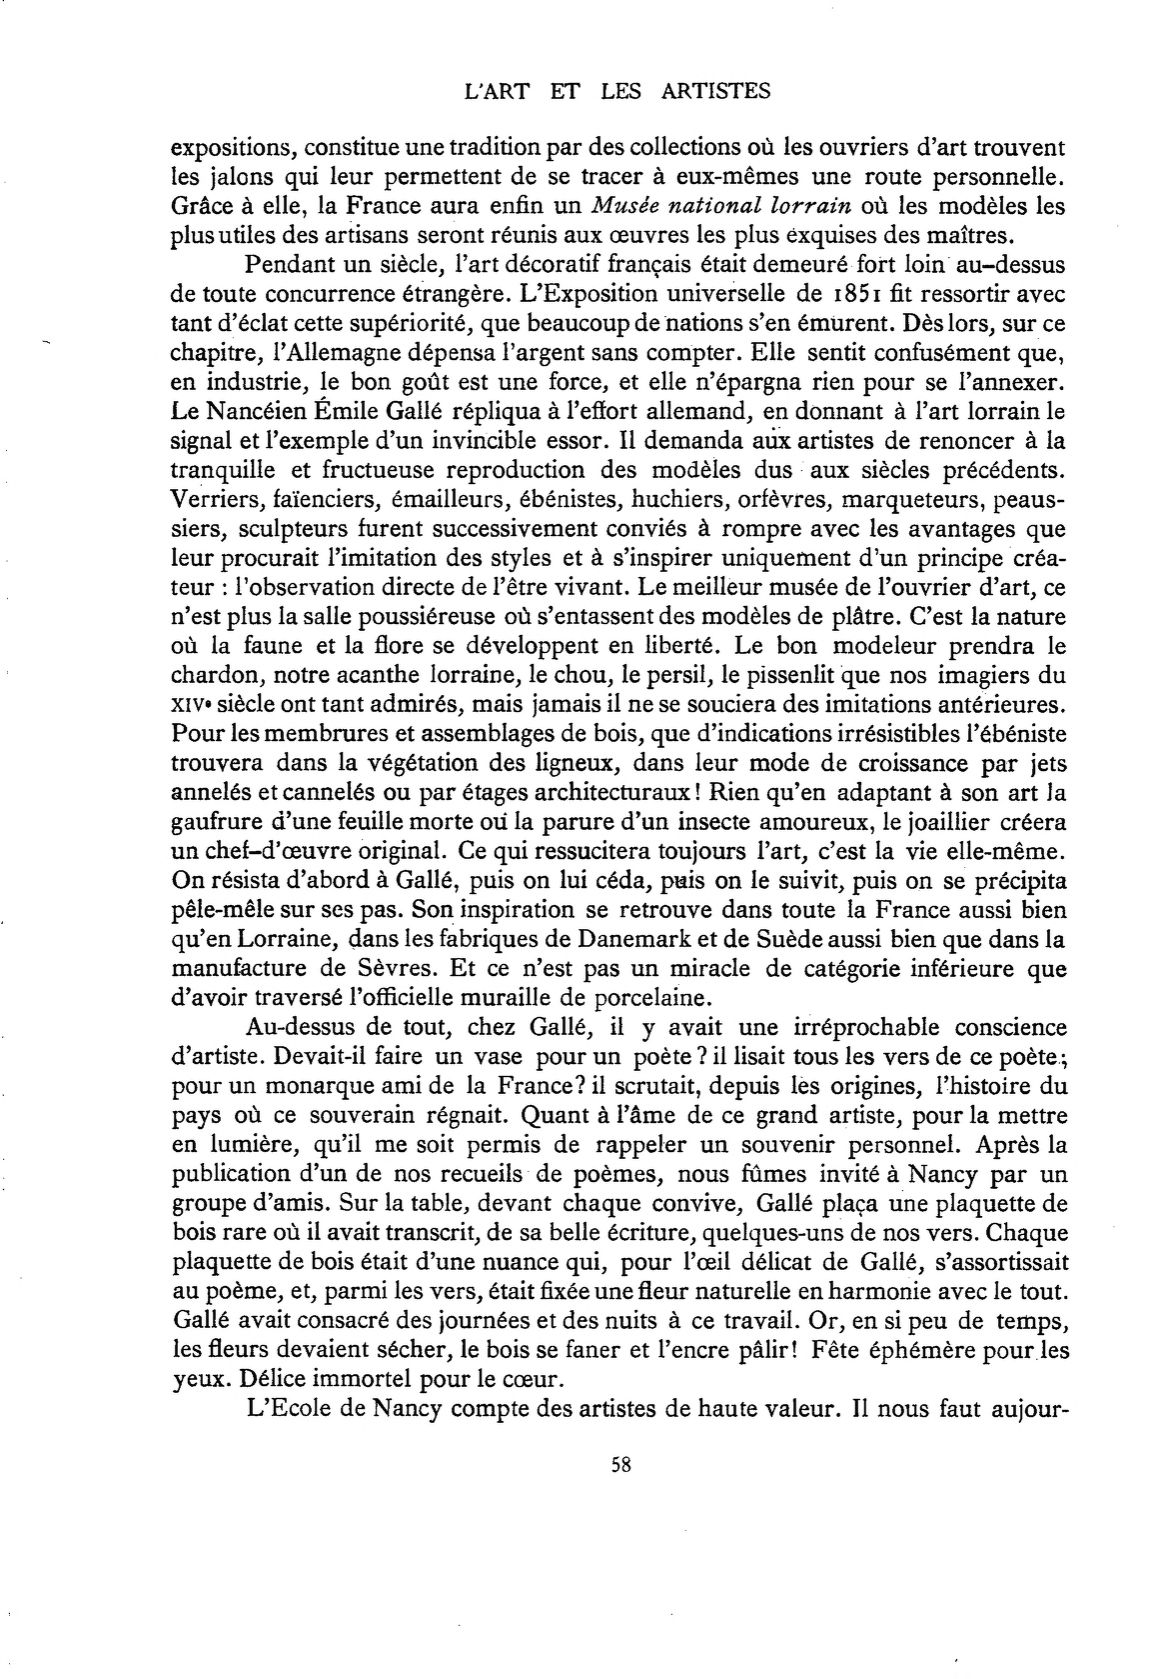 L'ART ET LES ARTISTES
expositions, constitue une tradition par des collections où les ouvriers d'art trouvent
les jalons qui leur permettent de se tracer à eux-mêmes une route personnelle.
Grâce à elle, la France aura enfin un Musée national lorrain où les modèles les
plus utiles des artisans seront réunis aux œuvres les plus exquises des maîtres.
Pendant un siècle, l'art décoratif français était demeuré fort loin au-dessus
de toute concurrence étrangère. L'Exposition universelle de 1851 fit ressortir avec
tant d'éclat cette supériorité, que beaucoup de nations s'en émurent. Dès lors, sur ce
chapitre, l'Allemagne dépensa l'argent sans compter. Elle sentit confusément que,
en industrie, le bon goût est une force, et elle n'épargna rien pour se l'annexer.
Le Nancéien Émile Gallé répliqua à l'effort allemand, en donnant à l'art lorrain le
signal et l'exemple d'un invincible essor. Il demanda aux artistes de renoncer à la
tranquille et fructueuse reproduction des modèles dus aux siècles précédents.
Verriers, faïenciers, émailleurs, ébénistes, huchiers, orfèvres, marqueteurs, peaus-
siers, sculpteurs furent successivement conviés à rompre avec les avantages que
leur procurait l'imitation des styles et à s'inspirer uniquement d'un principe créa-
teur : l'observation directe de l'être vivant. Le meilleur musée de l'ouvrier d'art, ce
n'est plus la salle poussiéreuse où s'entassent des modèles de plâtre. C'est la nature
où la faune et la flore se développent en liberté. Le bon modeleur prendra le
chardon, notre acanthe lorraine, le chou, le persil, le pissenlit que nos imagiers du
XIVe siècle ont tant admirés, mais jamais il ne se souciera des imitations antérieures.
Pour les membrures et assemblages de bois, que d'indications irrésistibles l'ébéniste
trouvera dans la végétation des ligneux, dans leur mode de croissance par jets
annelés et cannelés ou par étages architecturaux! Rien qu'en adaptant à son art la
gaufrure d'une feuille morte ou la parure d'un insecte amoureux, le joaillier créera
un chef-d'œuvre original. Ce qui ressucitera toujours l'art, c'est la vie elle-même.
On résista d'abord à Gallé, puis on lui céda, puis on le suivit, puis on se précipita
pêle-mêle sur ses pas. Son inspiration se retrouve dans toute la France aussi bien
qu'en Lorraine, dans les fabriques de Danemark et de Suède aussi bien que dans la
manufacture de Sèvres. Et ce n'est pas un miracle de catégorie inférieure que
d'avoir traversé l'officielle muraille de porcelaine.
Au-dessus de tout, chez Gallé, il y avait une irréprochable conscience
d'artiste. Devait-il faire un vase pour un poète ? il lisait tous les vers de ce poète;
pour un monarque ami de la France? il scrutait, depuis les origines, l'histoire du
pays où ce souverain régnait. Quant à l'âme de ce grand artiste, pour la mettre
en lumière, qu'il me soit permis de rappeler un souvenir personnel. Après la
publication d'un de nos recueils de poèmes, nous fûmes invité à Nancy par un
groupe d'amis. Sur la table, devant chaque convive, Gallé plaça une plaquette de
bois rare où il avait transcrit, de sa belle écriture, quelques-uns de nos vers. Chaque
plaquette de bois était d'une nuance qui, pour l'œil délicat de Gallé, s'assortissait
au poème, et, parmi les vers, était fixée une fleur naturelle en harmonie avec le tout.
Gallé avait consacré des journées et des nuits à ce travail. Or, en si peu de temps,
les fleurs devaient sécher, le bois se faner et l'encre pâlir! Fête éphémère pour les
yeux. Délice immortel pour le cœur.
L'Ecole de Nancy compte des artistes de haute valeur. Il nous faut aujour-
58